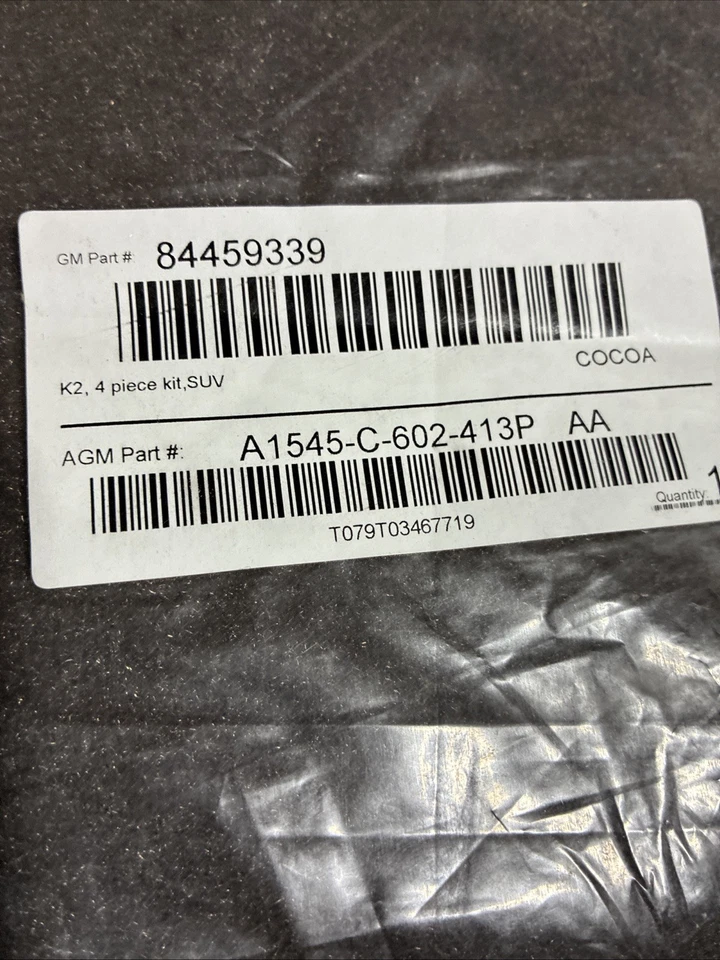 GM Part #: 84459339
COCOA
K2, 4 piece kit,SUV
AGM Part #: A1545-C-602-413P AA
Quantity: 1
T079T03467719